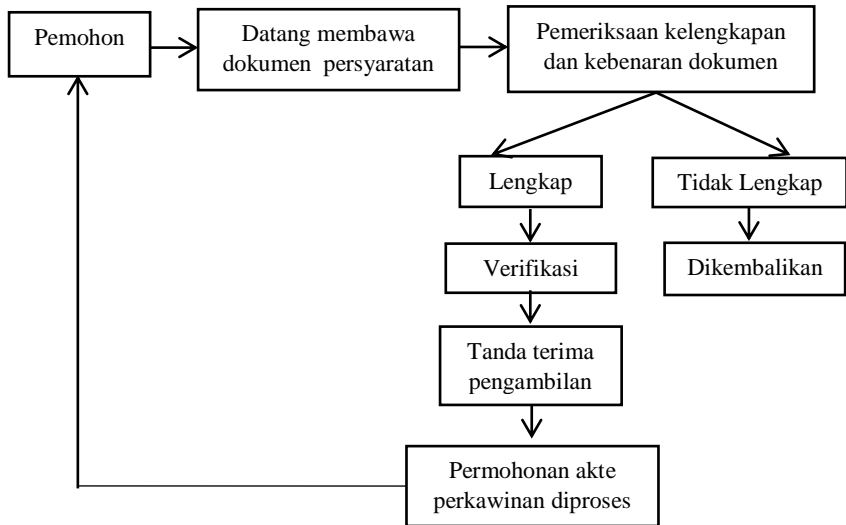 Pemohon
Datang membawa
dokumen persyaratan
Pemeriksaan kelengkapan
dan kebenaran dokumen
Lengkap
Tidak Lengkap
Verifikasi
Dikembalikan
Tanda terima
pengambilan
Permohonan akte
perkawinan diproses